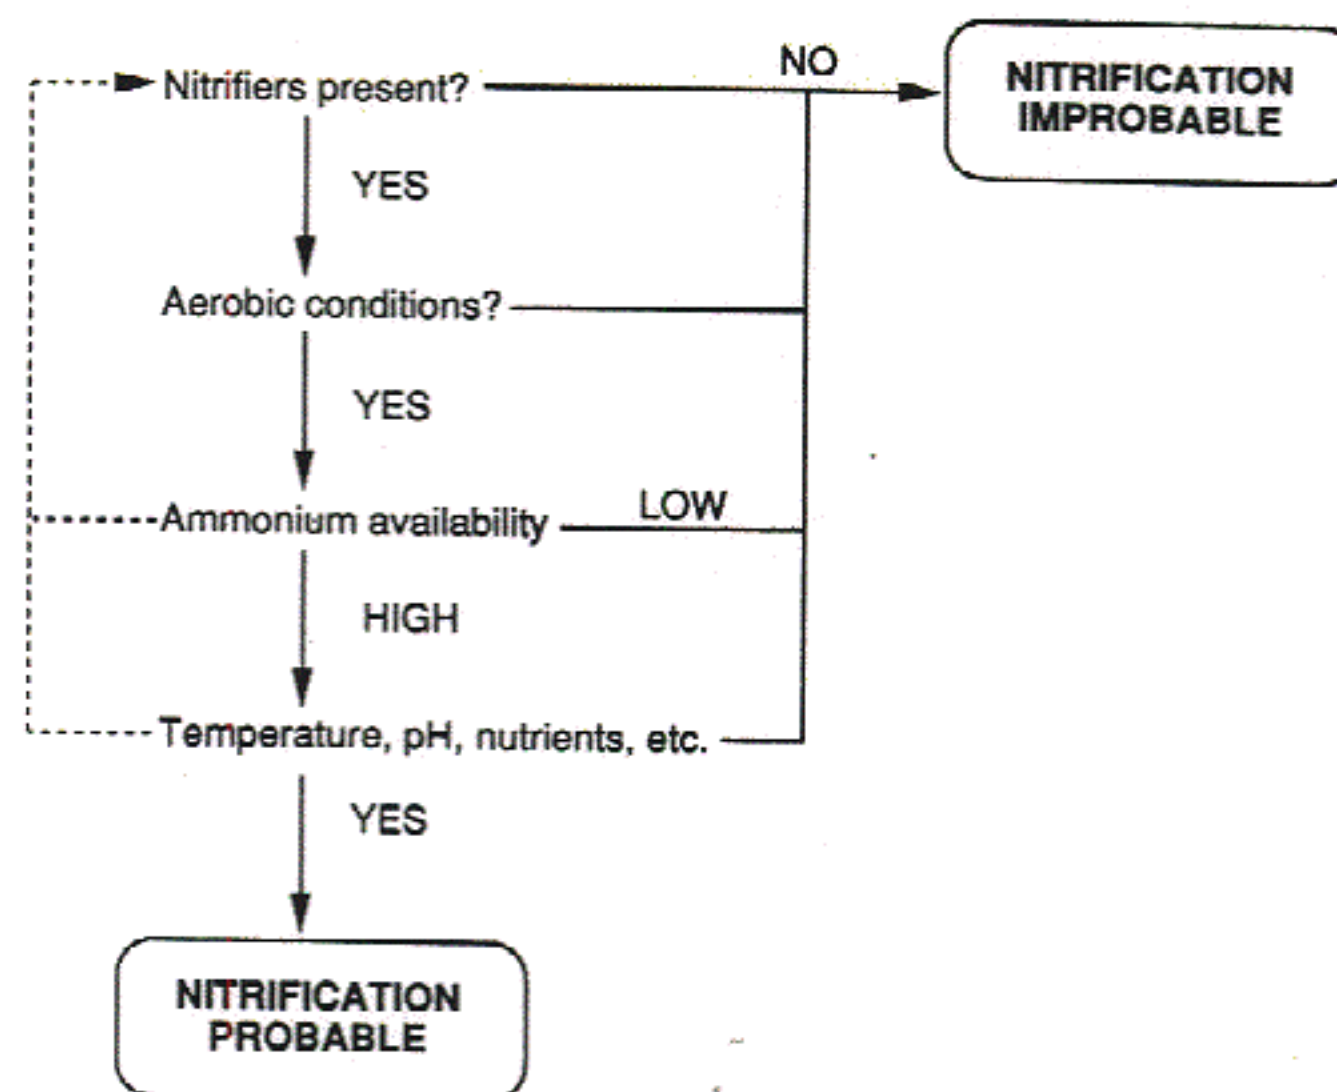 NO
Nitrifiers present?
NITRIFICATION
IMPROBABLE
YES
Aerobic conditions?
YES
Ammonium availability
LOW
HIGH
Temperature, pH, nutrients, etc.
YES
NITRIFICATION
PROBABLE